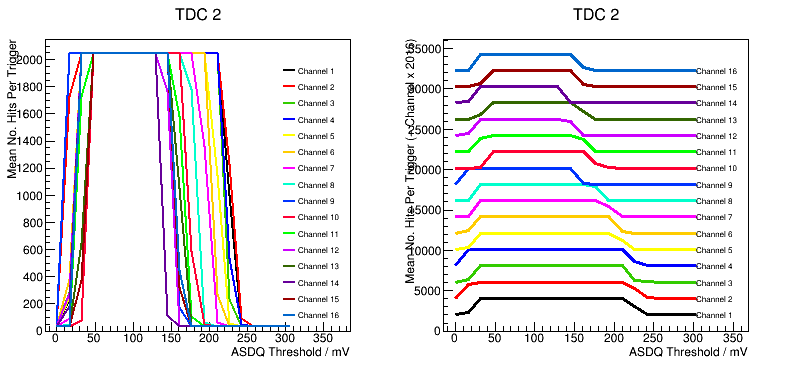 TDC 2
Mean No. Hits Per Trigger
2000
1800
1600
1400
1200
1000
800
600
400
200
0
0 50 100 150 200 250 300 350
ASDQ Threshold / mV
Channel 1
Channel 2
Channel 3
Channel 4
Channel 5
Channel 6
Channel 7
Channel 8
Channel 9
Channel 10
Channel 11
Channel 12
Channel 13
Channel 14
Channel 15
Channel 16
TDC 2
Mean No. Hits Per Trigger (+ Channel x
35000
30000
25000
20000
15000
10000
5000
0
0 50 100 150 200 250 300 350
ASDQ Threshold / mV
Channel 16
Channel 15
Channel 14
Channel 13
Channel 12
Channel 11
Channel 10
Channel 9
Channel 8
Channel 7
Channel 6
Channel 5
Channel 4
Channel 3
Channel 2
Channel 1